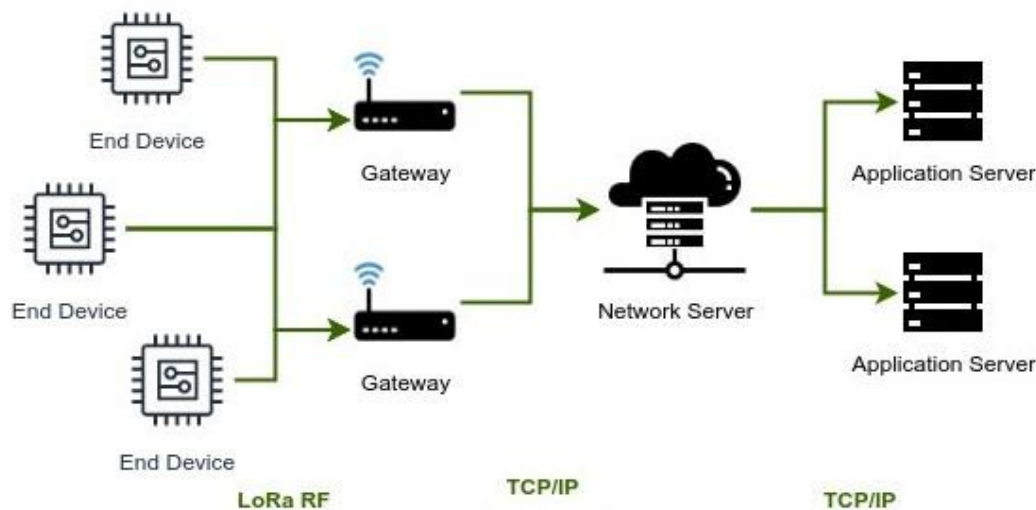 End Device
End Device
End Device
Gateway
Gateway
Network Server
Application Server
Application Server
LoRa RF
TCP/IP
TCP/IP